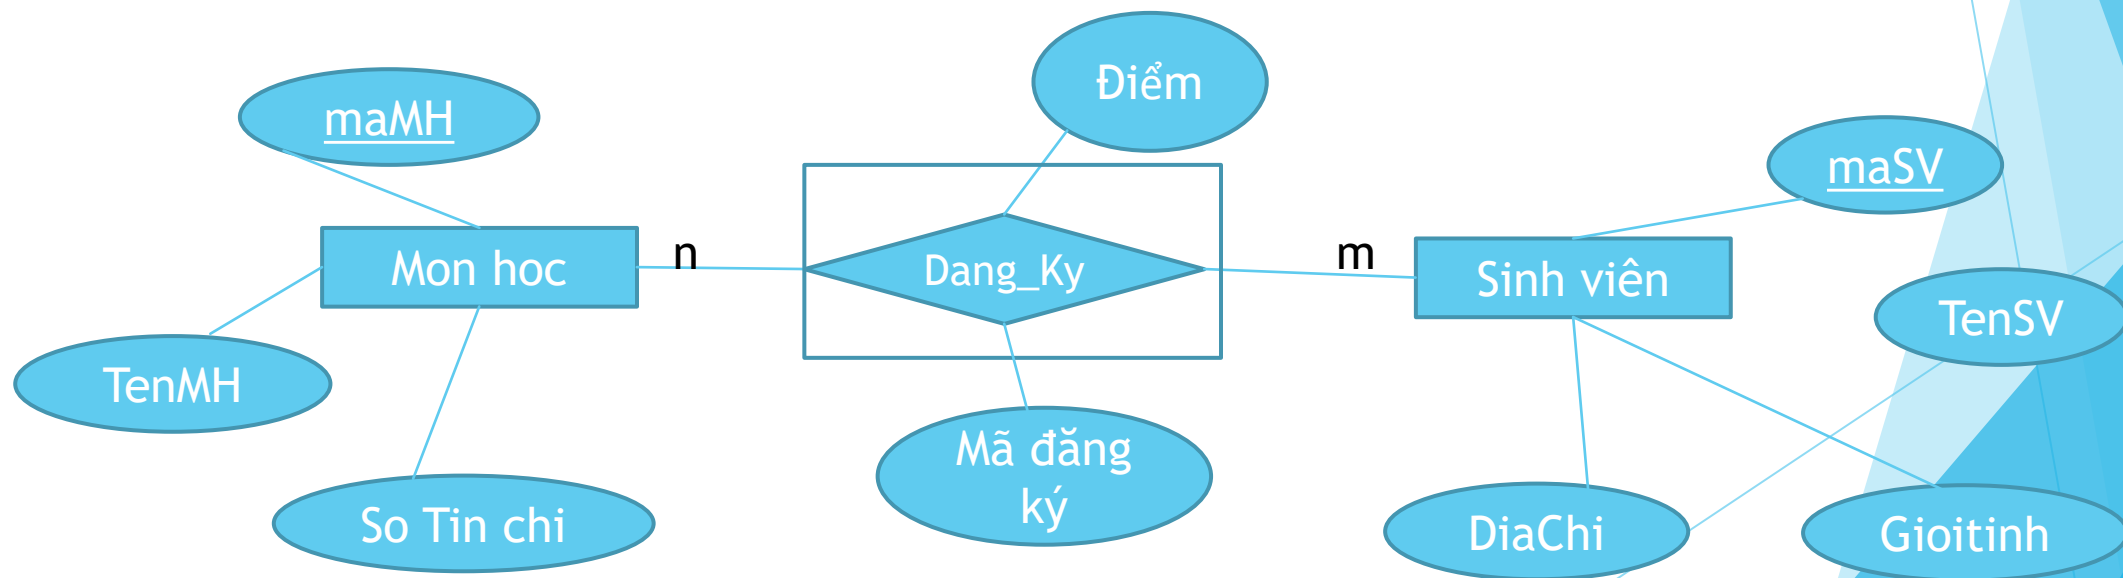 Điểm
maMH
maSV
Mon hoc
n
Dang_Ky
m
Sinh viên
TenSV
TenMH
Mã đăng
ký
So Tin chi
DiaChi
Gioitinh